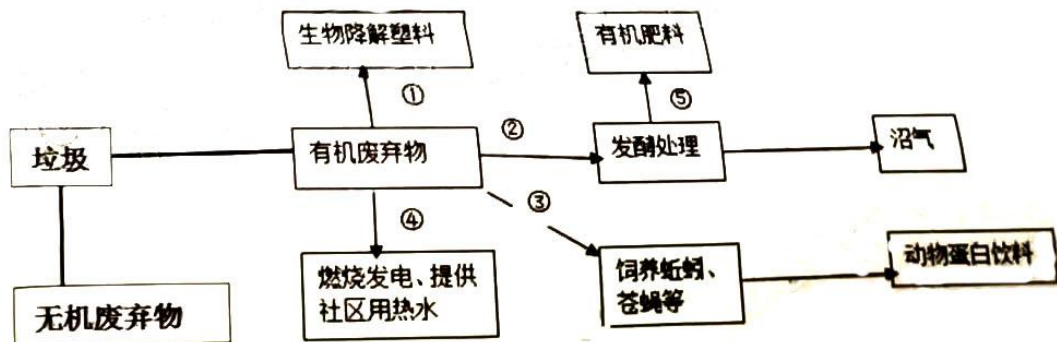 生物降解塑料
有机肥料
①
⑤
垃圾
有机废弃物
②
发酵处理
沼气
④
③
无机废弃物
燃烧发电、提供
社区用热水
饲养蚯蚓、
苍蝇等
动物蛋白饮料